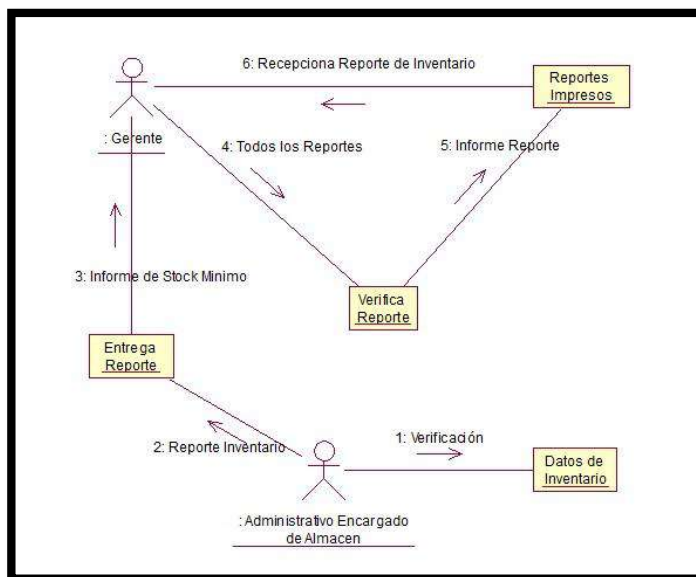 6: Recepciona Reporte de Inventario
Reportes
Impresos
: Gerente
4: Todos los Reportes
5: Informe Reporte
3: Informe de Stock Minimo
Verifica
Reporte
Entrega
Reporte
2: Reporte Inventario
1: Verificación
Datos de
Inventario
: Administrativo Encargado
de Almacen